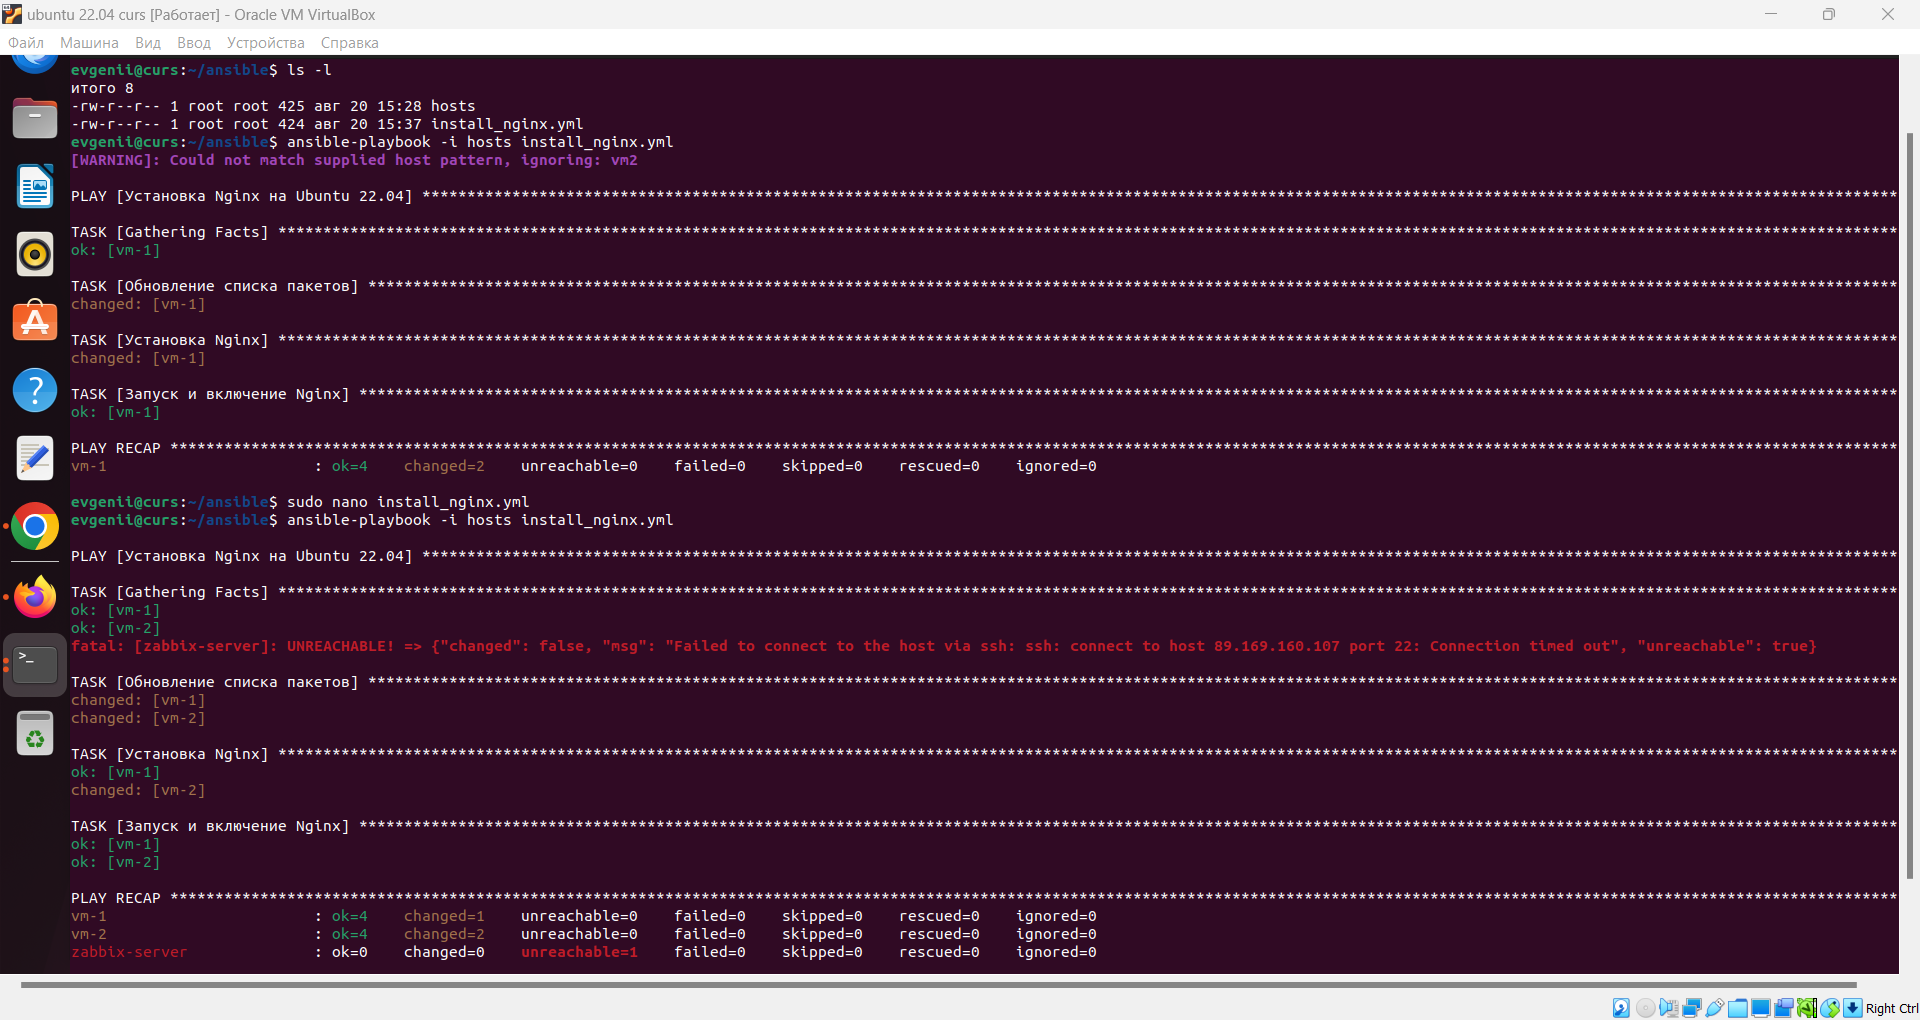 ubuntu 22.04 curs [Работает] - Oracle VM VirtualBox
Файл Машина Вид Ввод Устройства Справка
evgenii@curs:~/ansible$ ls -l
итого 8
-rw-r--r-- 1 root root 425 авг 20 15:28 hosts
-rw-r--r-- 1 root root 424 авг 20 15:37 install_nginx.yml
evgenii@curs:~/ansible$ ansible-playbook -i hosts install_nginx.yml
[WARNING]: Could not match supplied host pattern, ignoring: vm2
PLAY [Установка Nginx на Ubuntu 22.04] ****************************************************************
TASK [Gathering Facts] ****************************************************************
ok: [vm-1]
TASK [Обновление списка пакетов] ****************************************************************
changed: [vm-1]
TASK [Установка Nginx] ****************************************************************
changed: [vm-1]
TASK [Запуск и включение Nginx] ****************************************************************
ok: [vm-1]
PLAY RECAP ****************************************************************
vm-1 : ok=4 changed=2 unreachable=0 failed=0 skipped=0 rescued=0 ignored=0
evgenii@curs:~/ansible$ sudo nano install_nginx.yml
evgenii@curs:~/ansible$ ansible-playbook -i hosts install_nginx.yml
PLAY [Установка Nginx на Ubuntu 22.04] ****************************************************************
TASK [Gathering Facts] ****************************************************************
ok: [vm-1]
ok: [vm-2]
fatal: [zabbix-server]: UNREACHABLE! => {"changed": false, "msg": "Failed to connect to the host via ssh: ssh: connect to host 89.169.160.107 port 22: Connection timed out", "unreachable": true}
TASK [Обновление списка пакетов] ****************************************************************
changed: [vm-1]
changed: [vm-2]
TASK [Установка Nginx] ****************************************************************
ok: [vm-1]
changed: [vm-2]
TASK [Запуск и включение Nginx] ****************************************************************
ok: [vm-1]
ok: [vm-2]
PLAY RECAP ****************************************************************
vm-1 : ok=4 changed=1 unreachable=0 failed=0 skipped=0 rescued=0 ignored=0
vm-2 : ok=4 changed=2 unreachable=0 failed=0 skipped=0 rescued=0 ignored=0
zabbix-server : ok=0 changed=0 unreachable=1 failed=0 skipped=0 rescued=0 ignored=0
Right Ctrl